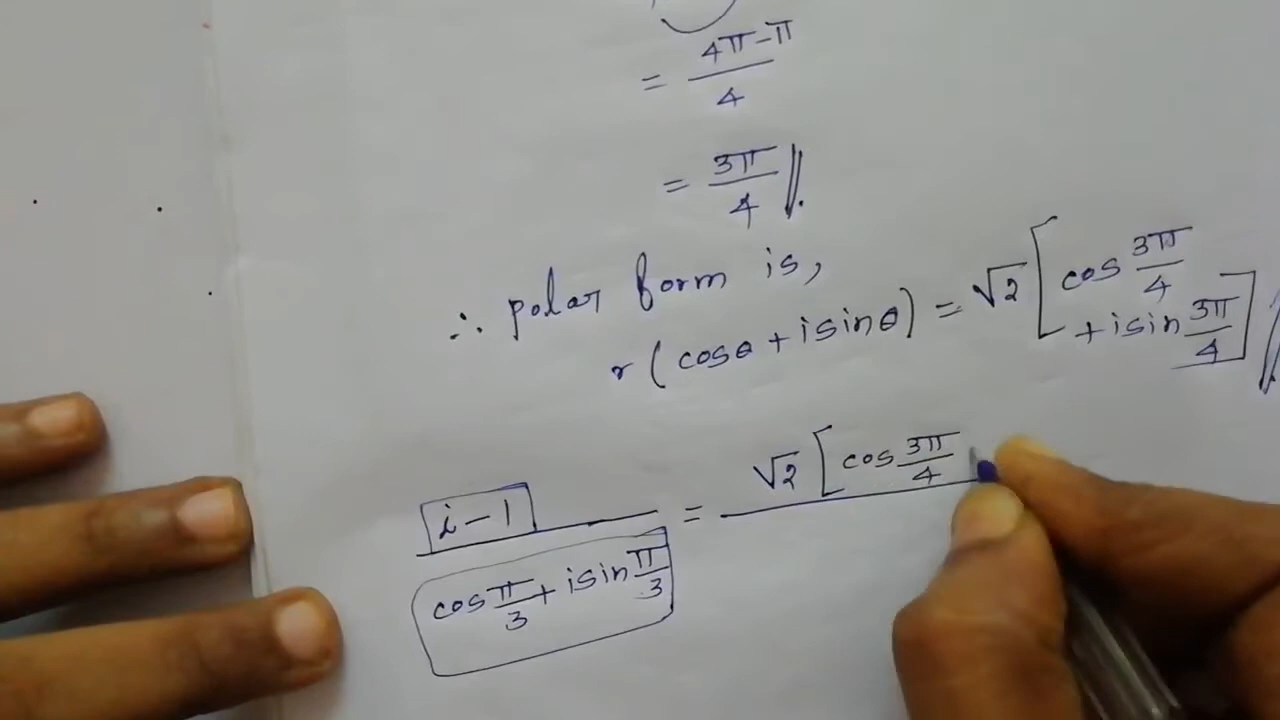 = 4π-π / 4
= 3π / 4 //.
∴ polar form is,
r (cosθ + isinθ) = √2 [cos 3π/4 + isin 3π/4] //
i-1 / cos π/3 + isin π/3 = √2 [cos 3π/4